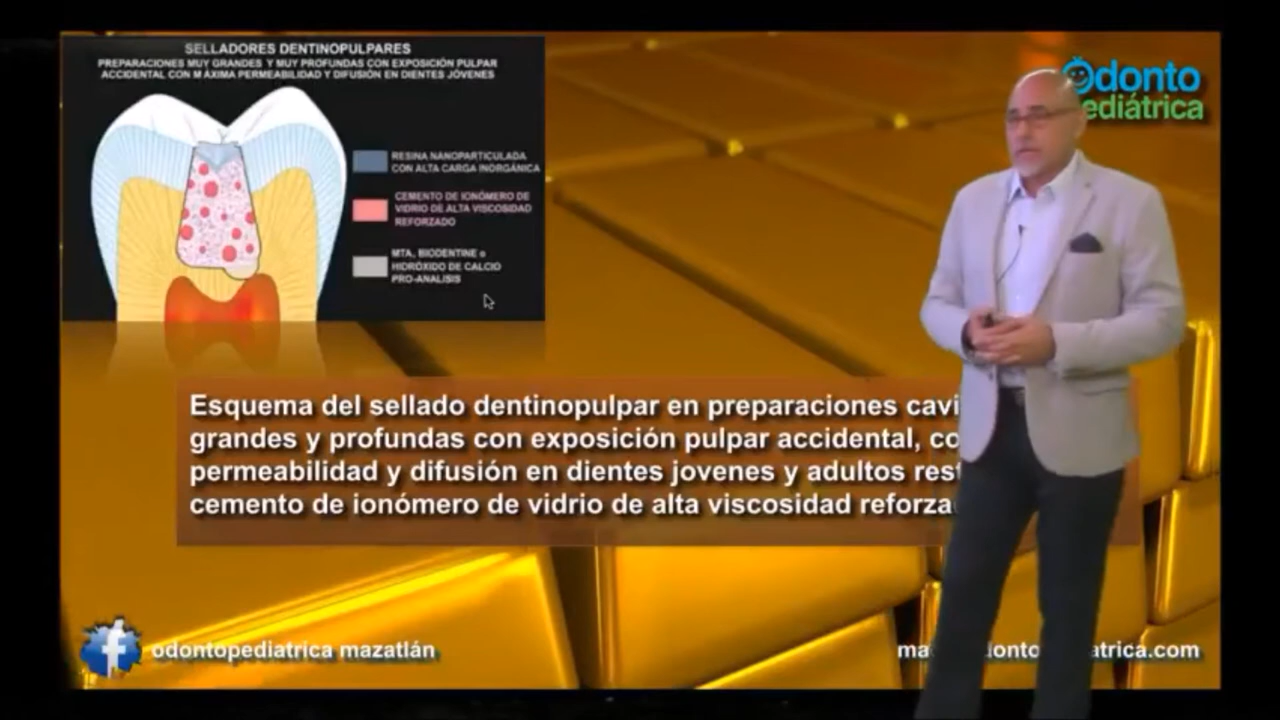 SELLADORES DENTINOPULPARES
PREPARACIONES MUY GRANDES Y MUY PROFUNDAS CON EXPOSICIÓN PULPAR
ACCIDENTAL CON MÁXIMA PERMEABILIDAD Y DIFUSIÓN EN DIENTES JÓVENES
RESINA NANOPARTICULADA
CON ALTA CARGA INORGÁNICA
CEMENTO DE IONÓMERO DE
VIDRIO DE ALTA VISCOSIDAD
REFORZADO
MTA, BIODENTINE o
HIDRÓXIDO DE CALCIO
PRO-ANALISIS
Odonto
pediátrica
Esquema del sellado dentinopulpar en preparaciones cavi
grandes y profundas con exposición pulpar accidental, co
permeabilidad y difusión en dientes jovenes y adultos rest
cemento de ionómero de vidrio de alta viscosidad reforza
f odontopediatrica mazatlán
ma donto atrica.com